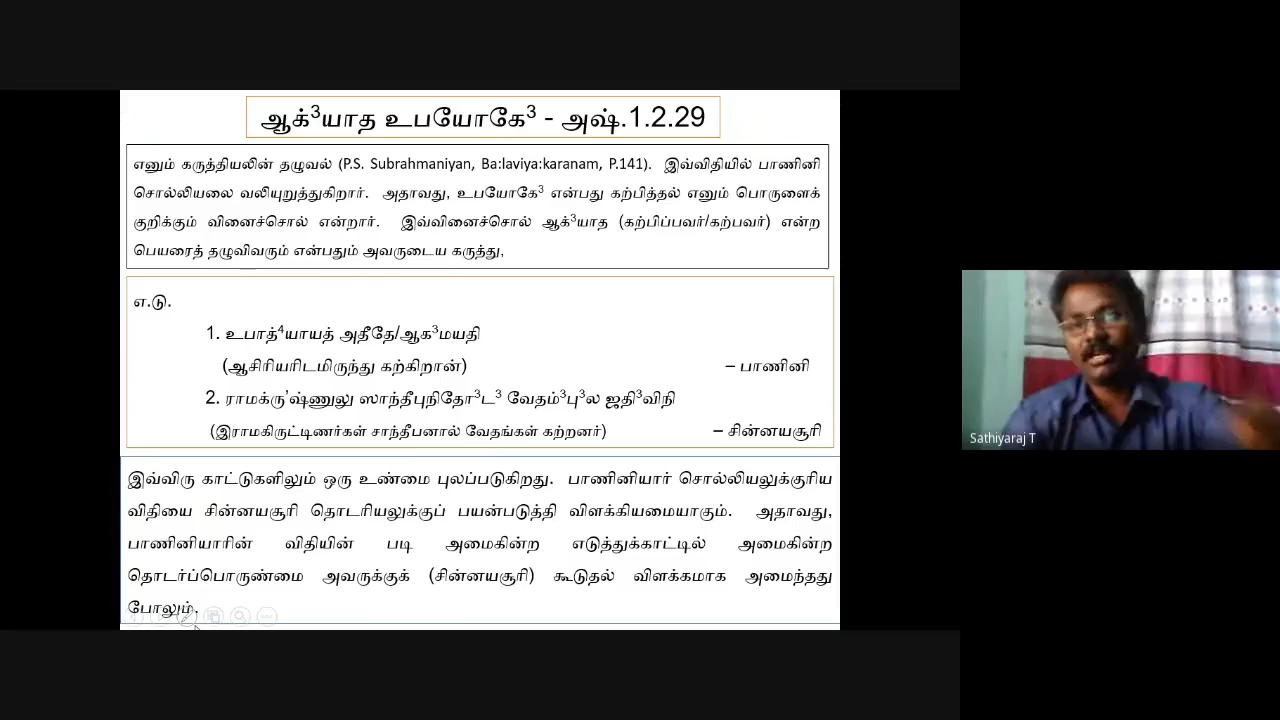 ஆக்³யாத உபயோகே³ - அஷ்.1.2.29
எனும் கருத்தியலின் தழுவல் (P.S. Subrahmaniyan, Ba:laviya:karanam, P.141). இவ்விதியில் பாணினி
சொல்லியலை வலியுறுத்துகிறார். அதாவது, உபயோகே³ என்பது கற்பித்தல் எனும் பொருளைக்
குறிக்கும் வினைச்சொல் என்றார். இவ்வினைச்சொல் ஆக்³யாத (கற்பிப்பவர்/கற்பவர்) என்ற
பெயரைத் தழுவிவரும் என்பதும் அவருடைய கருத்து,
எ.டு.
1. உபாத்⁴யாயத் அதீதே/ஆக³மயதி
(ஆசிரியரிடமிருந்து கற்கிறான்) – பாணினி
2. ராமக்ரு'ஷ்ணுலு ஸாந்தீபுநிதோ³ட³ வேதம்³பு³ல ஜதி³விநி
(இராமகிருட்டிணர்கள் சாந்தீபனால் வேதங்கள் கற்றனர்) – சின்னயசூரி
இவ்விரு காட்டுகளிலும் ஒரு உண்மை புலப்படுகிறது. பாணினியார் சொல்லியலுக்குரிய
விதியை சின்னயசூரி தொடரியலுக்குப் பயன்படுத்தி விளக்கியமையாகும். அதாவது,
பாணினியாரின் விதியின் படி அமைகின்ற எடுத்துக்காட்டில் அமைகின்ற
தொடர்ப்பொருண்மை அவருக்குக் (சின்னயசூரி) கூடுதல் விளக்கமாக அமைந்தது
போலும்.
Sathiyaraj T